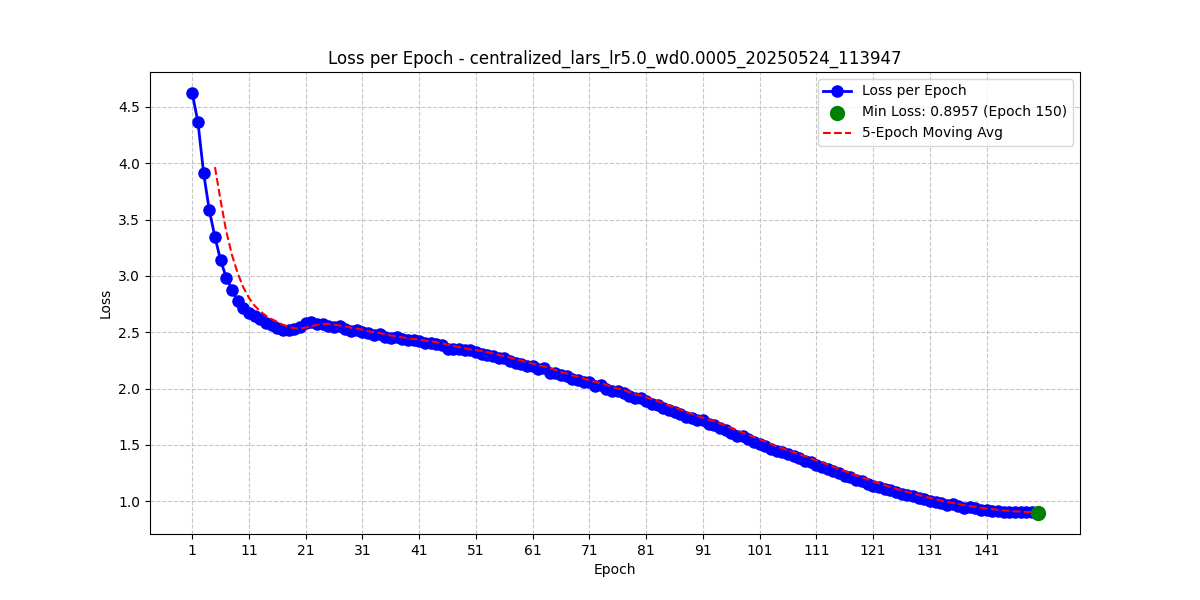 Loss per Epoch - centralized_lars_lr5.0_wd0.0005_20250524_113947
Loss per Epoch
Min Loss: 0.8957 (Epoch 150)
5-Epoch Moving Avg
Loss
4.5
4.0
3.5
3.0
2.5
2.0
1.5
1.0
1 11 21 31 41 51 61 71 81 91 101 111 121 131 141
Epoch